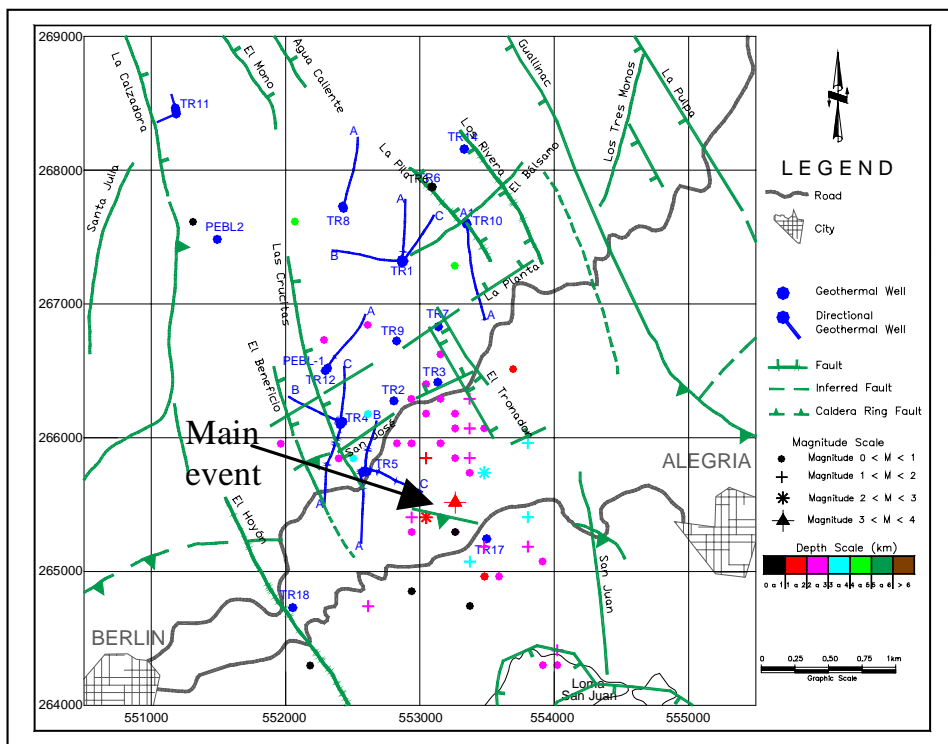 269000
268000
267000
266000
265000
264000
551000
552000
553000
554000
555000
La Calzadora
El Mono
Agua Caliente
Guallinac
Los Tres Monos
La Pulpa
Santa Julia
Las Crucitas
La Pila
Los Rivera
El Bálsamo
La Planta
El Tronador
El Beneficio
San José
El Hoyón
San Juan
Loma
San Juan
TR11
TR14
TR6
TR8
TR10
PEBL2
TR1
TR7
TR9
PEBL-1
TR12
TR3
TR2
TR4
TR5
TR17
TR18
A
A
C
A1
B
A
A
C
B
B
C
A
A
Main
event
BERLIN
ALEGRIA
LEGEND
Road
City
Geothermal Well
Directional
Geothermal Well
Fault
Inferred Fault
Caldera Ring Fault
Magnitude Scale
Magnitude 0 < M < 1
Magnitude 1 < M < 2
Magnitude 2 < M < 3
Magnitude 3 < M < 4
Depth Scale (km)
0 a 1
1 a 2
2 a 3
3 a 4
4 a 5
5 a 6
> 6
0
0,25
0,50
0,75
1km
Graphic Scale